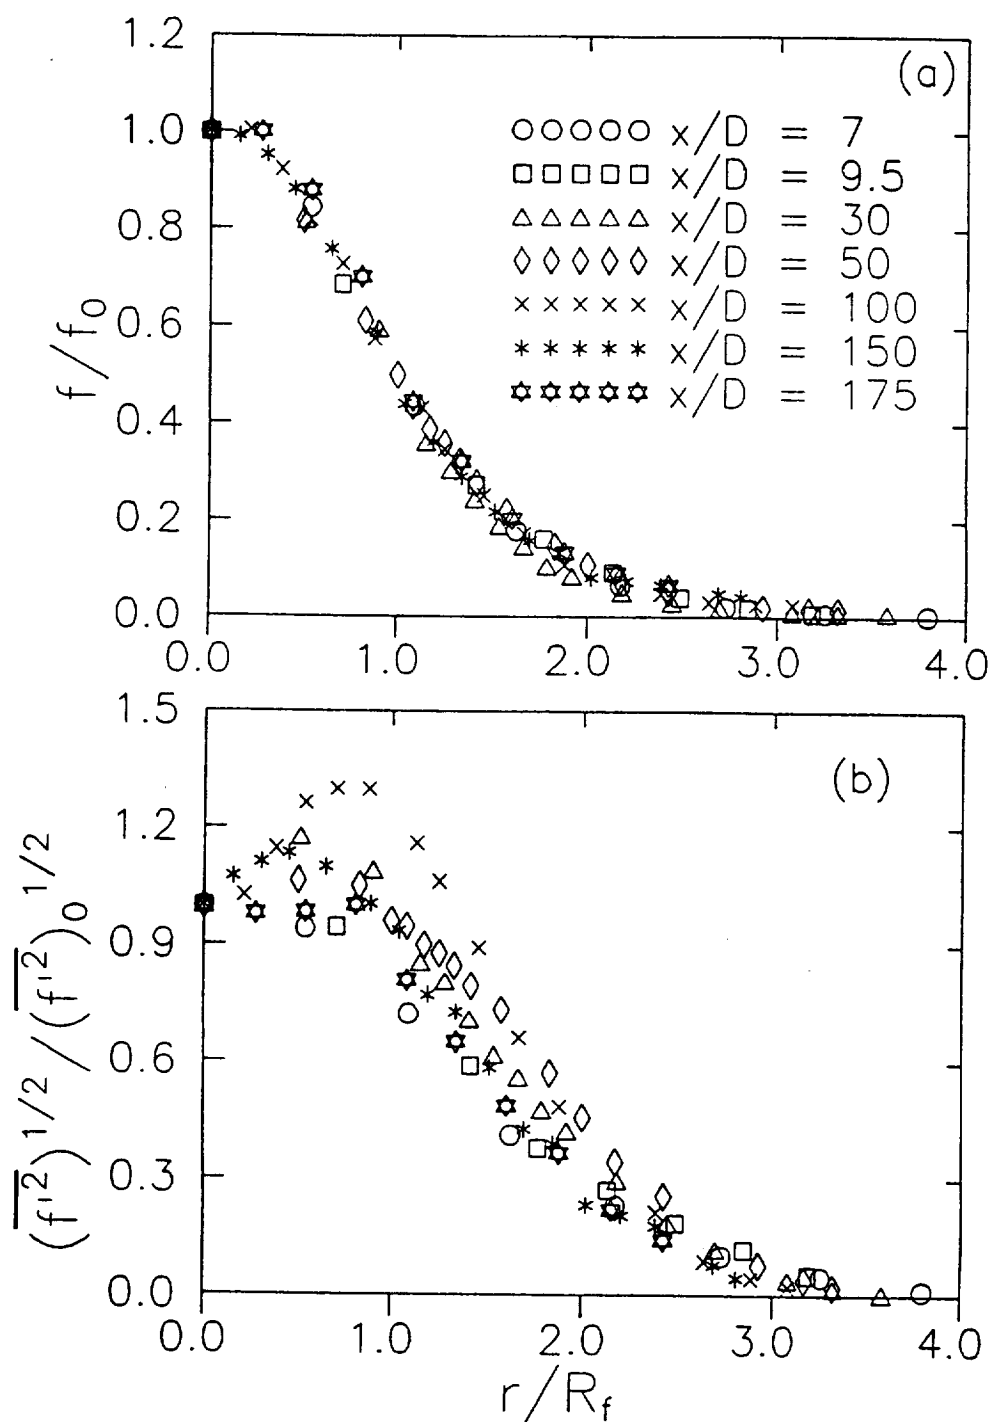 1.2
1.0
0.8
0.6
0.4
0.2
0.0
f/f₀
(a)
x/D = 7
x/D = 9.5
x/D = 30
x/D = 50
x/D = 100
x/D = 150
x/D = 175
0.0 1.0 2.0 3.0 4.0
1.5
1.2
0.9
0.6
0.3
0.0
(f'²)^1/2/(f'²)₀^1/2
(b)
0.0 1.0 2.0 3.0 4.0
r/R_f